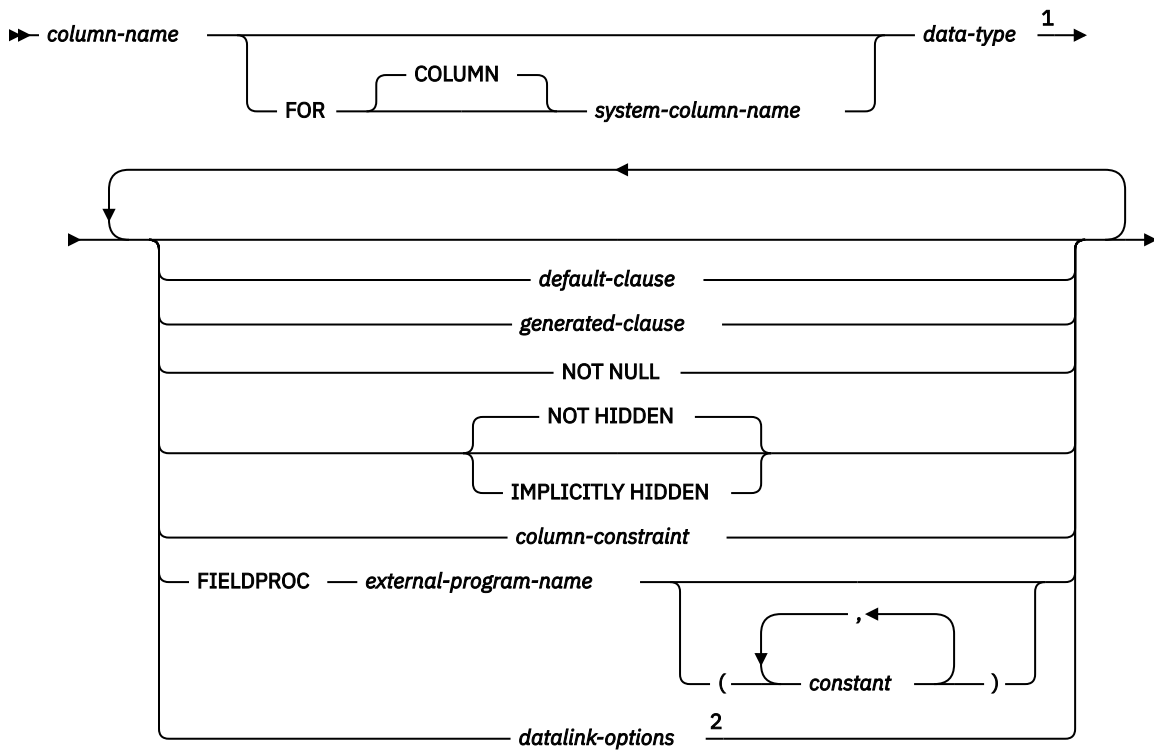 column-name
data-type 1
COLUMN
FOR
system-column-name
default-clause
generated-clause
NOT NULL
NOT HIDDEN
IMPLICITLY HIDDEN
column-constraint
FIELDPROC external-program-name
,
( constant )
datalink-options 2